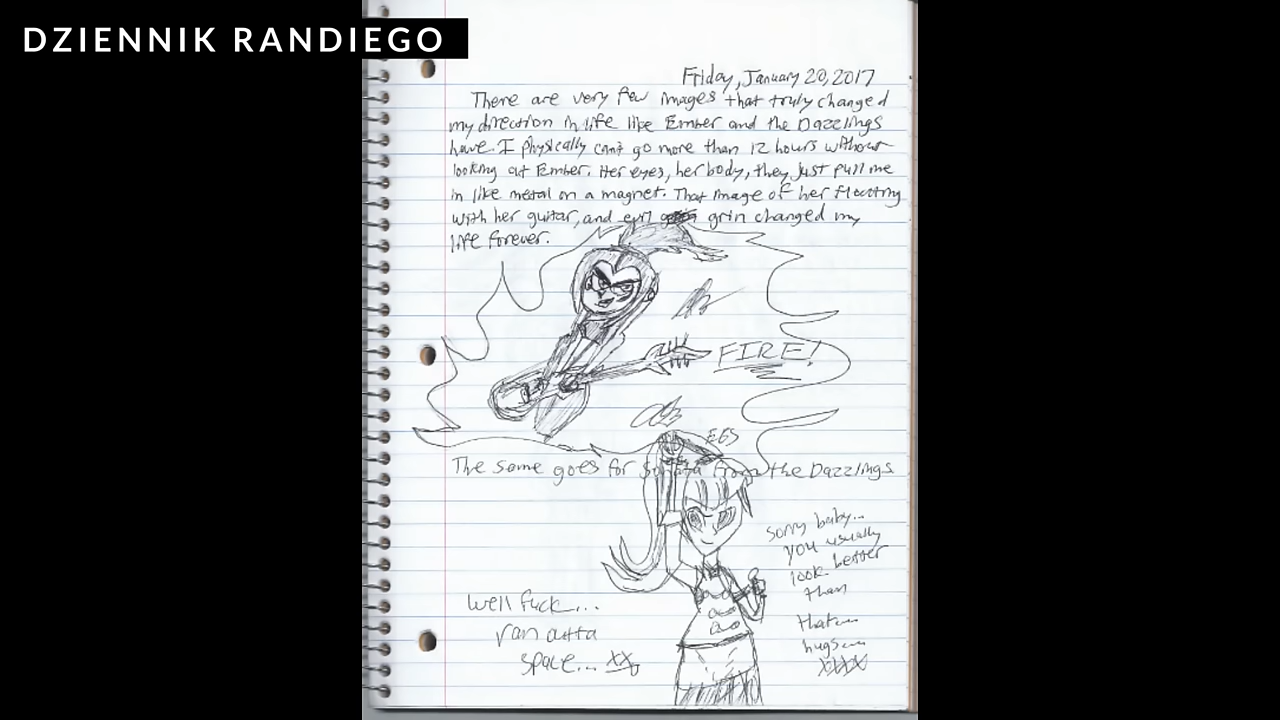 DZIENNIK RANDIEGO
Friday, January 20, 2017
There are very few images that truly changed
my direction in life like Ember and the Dazzlings
have. I physically can't go more than 12 hours without
looking at Ember. Her eyes, her body, they just pull me
in like metal on a magnet. That image of her floating
with her guitar, and evil grin changed my
life forever.
FIRE!
EGS
The same goes for Sonata from the Dazzlings
sorry baby...
you usually
look better
than
that
hugs
XXXX
well fuck...
ran outta
space... XX